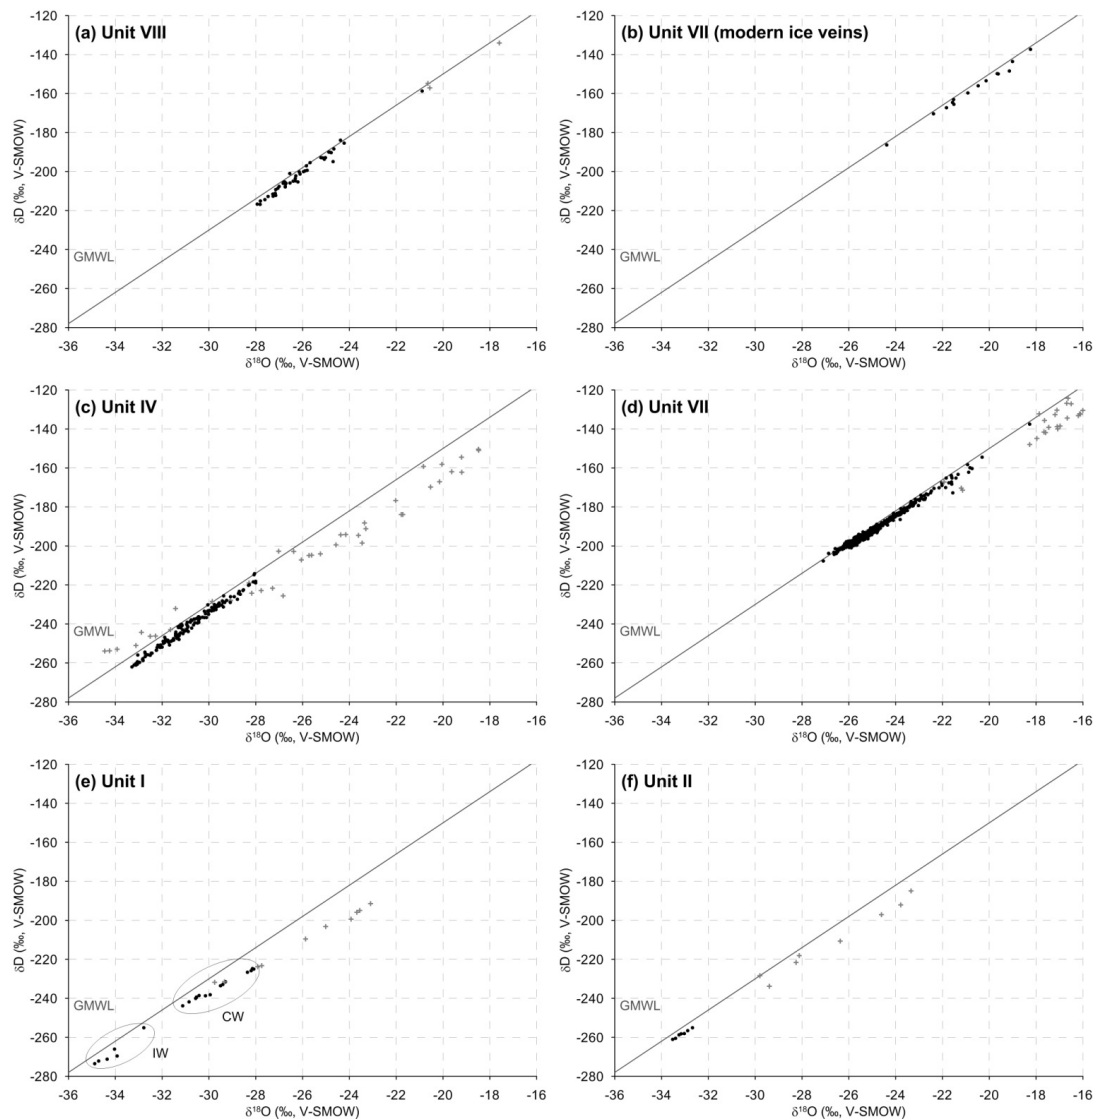 (a) Unit VIII
-120
-140
-160
-180
-200
-220
-240
-260
-280
δD (‰, V-SMOW)
GMWL
-36 -34 -32 -30 -28 -26 -24 -22 -20 -18 -16
δ18O (‰, V-SMOW)
(b) Unit VII (modern ice veins)
-120
-140
-160
-180
-200
-220
-240
-260
-280
δD (‰, V-SMOW)
GMWL
-36 -34 -32 -30 -28 -26 -24 -22 -20 -18 -16
δ18O (‰, V-SMOW)
(c) Unit IV
-120
-140
-160
-180
-200
-220
-240
-260
-280
δD (‰, V-SMOW)
GMWL
-36 -34 -32 -30 -28 -26 -24 -22 -20 -18 -16
δ18O (‰, V-SMOW)
(d) Unit VII
-120
-140
-160
-180
-200
-220
-240
-260
-280
δD (‰, V-SMOW)
GMWL
-36 -34 -32 -30 -28 -26 -24 -22 -20 -18 -16
δ18O (‰, V-SMOW)
(e) Unit I
-120
-140
-160
-180
-200
-220
-240
-260
-280
δD (‰, V-SMOW)
GMWL
CW
IW
-36 -34 -32 -30 -28 -26 -24 -22 -20 -18 -16
δ18O (‰, V-SMOW)
(f) Unit II
-120
-140
-160
-180
-200
-220
-240
-260
-280
δD (‰, V-SMOW)
GMWL
-36 -34 -32 -30 -28 -26 -24 -22 -20 -18 -16
δ18O (‰, V-SMOW)